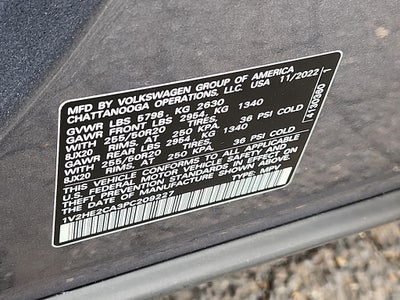 MFD BY VOLKSWAGEN GROUP OF AMERICA
CHATTANOOGA OPERATIONS, LLC. USA 11/2022
GVWR LBS 5798, KG 2630
GAWR FRONT LBS 2954, KG 1340
WITH 255/50R20 TIRES,
8JX20 RIMS, AT 250 KPA, 36 PSI COLD
GAWR REAR LBS 2954, KG 1340
WITH 255/50R20 TIRES,
8JX20 RIMS, AT 250 KPA, 36 PSI COLD
THIS VEHICLE CONFORMS TO ALL APPLICABLE
U.S. FEDERAL MOTOR VEHICLE SAFETY AND
THEFT PREVENTION STANDARDS IN EFFECT ON
THE DATE OF MANUFACTURE SHOWN ABOVE.
1V2HE2CA3PC209227 TYPE: MPV
4130360 1